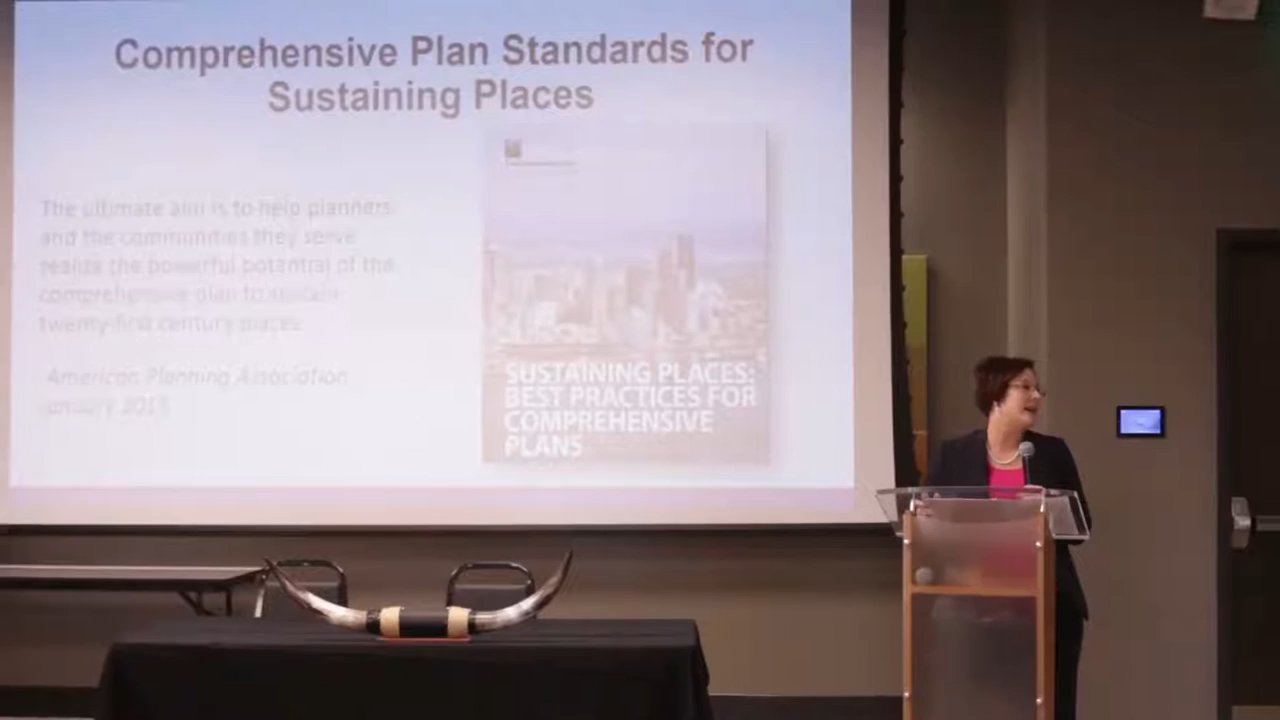 Comprehensive Plan Standards for
Sustaining Places
The ultimate aim is to help planners
and the communities they serve
realize the powerful potential of the
comprehensive plan to sustain
twenty-first century places.
American Planning Association
January
SUSTAINING PLACES:
BEST PRACTICES FOR
COMPREHENSIVE
PLANS